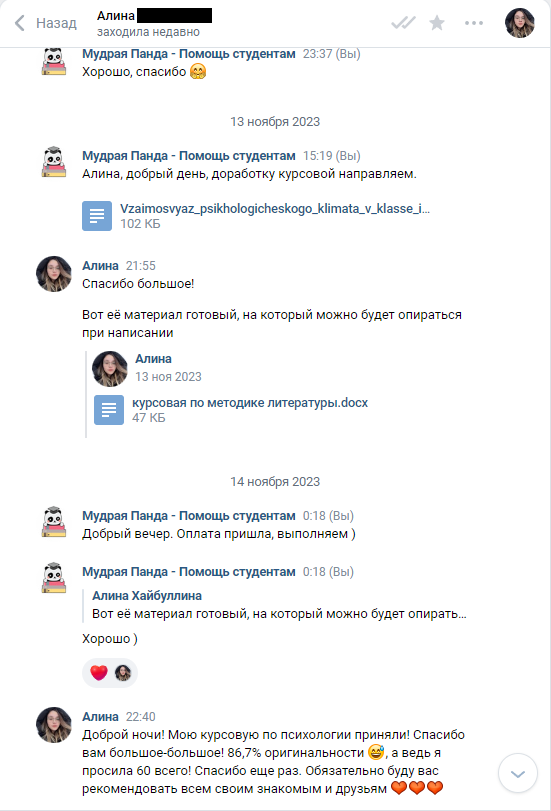 Назад
Алина
заходила недавно
Мудрая Панда - Помощь студентам 23:37 (Вы)
Хорошо, спасибо 🤗
13 ноября 2023
Мудрая Панда - Помощь студентам 15:19 (Вы)
Алина, добрый день, доработку курсовой направляем.
Vzaimosvyaz_psikhologicheskogo_klimata_v_klasse_i...
102 КБ
Алина 21:55
Спасибо большое!
Вот её материал готовый, на который можно будет опираться
при написании
Алина
13 ноя 2023
курсовая по методике литературы.docx
47 КБ
14 ноября 2023
Мудрая Панда - Помощь студентам 0:18 (Вы)
Добрый вечер. Оплата пришла, выполняем )
Мудрая Панда - Помощь студентам 0:18 (Вы)
Алина Хайбуллина
Вот её материал готовый, на который можно будет опирать...
Хорошо )
Алина 22:40
Доброй ночи! Мою курсовую по психологии приняли! Спасибо
вам большое-большое! 86,7% оригинальности 😅, а ведь я
просила 60 всего! Спасибо еще раз. Обязательно буду вас
рекомендовать всем своим знакомым и друзьям ❤❤❤